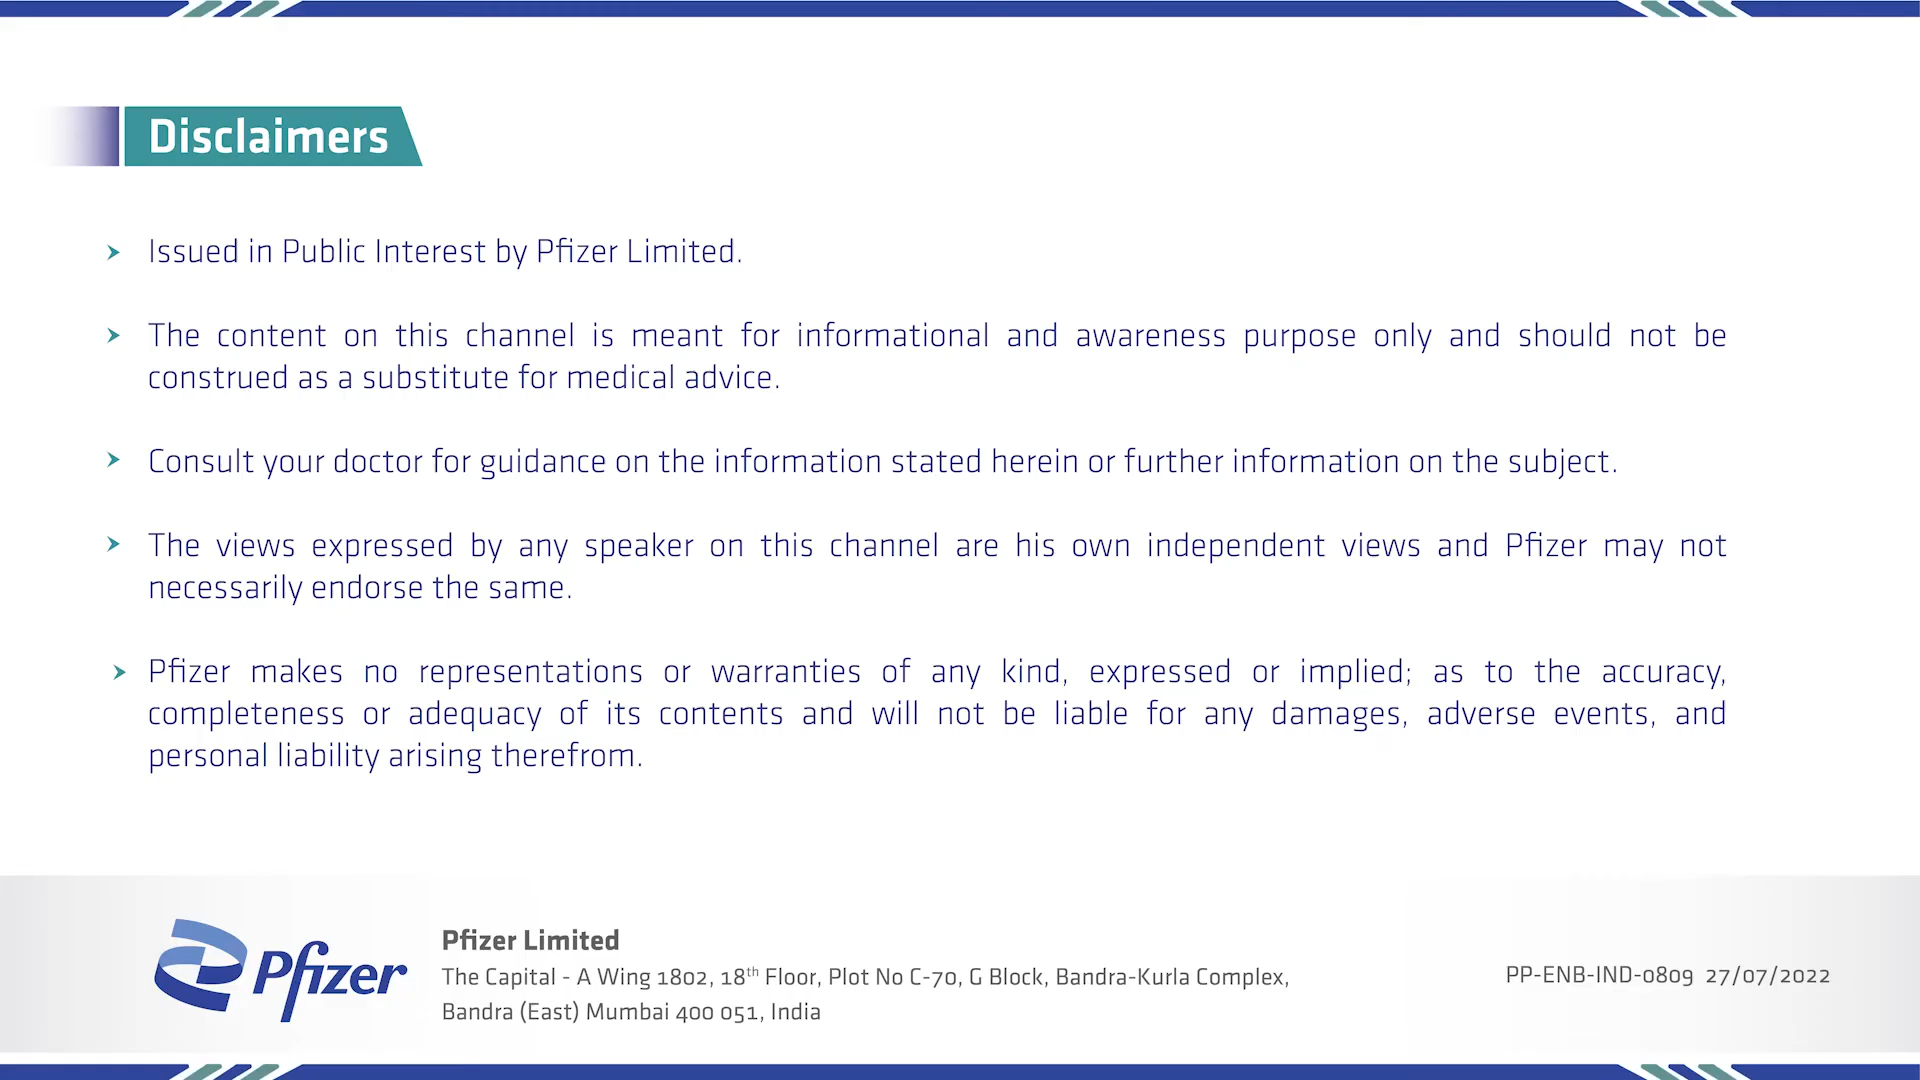 Disclaimers
Issued in Public Interest by Pfizer Limited.
The content on this channel is meant for informational and awareness purpose only and should not be
construed as a substitute for medical advice.
Consult your doctor for guidance on the information stated herein or further information on the subject.
The views expressed by any speaker on this channel are his own independent views and Pfizer may not
necessarily endorse the same.
Pfizer makes no representations or warranties of any kind, expressed or implied; as to the accuracy,
completeness or adequacy of its contents and will not be liable for any damages, adverse events, and
personal liability arising therefrom.
Pfizer
Pfizer Limited
The Capital - A Wing 1802, 18th Floor, Plot No C-70, G Block, Bandra-Kurla Complex,
Bandra (East) Mumbai 400 051, India
PP-ENB-IND-0809 27/07/2022